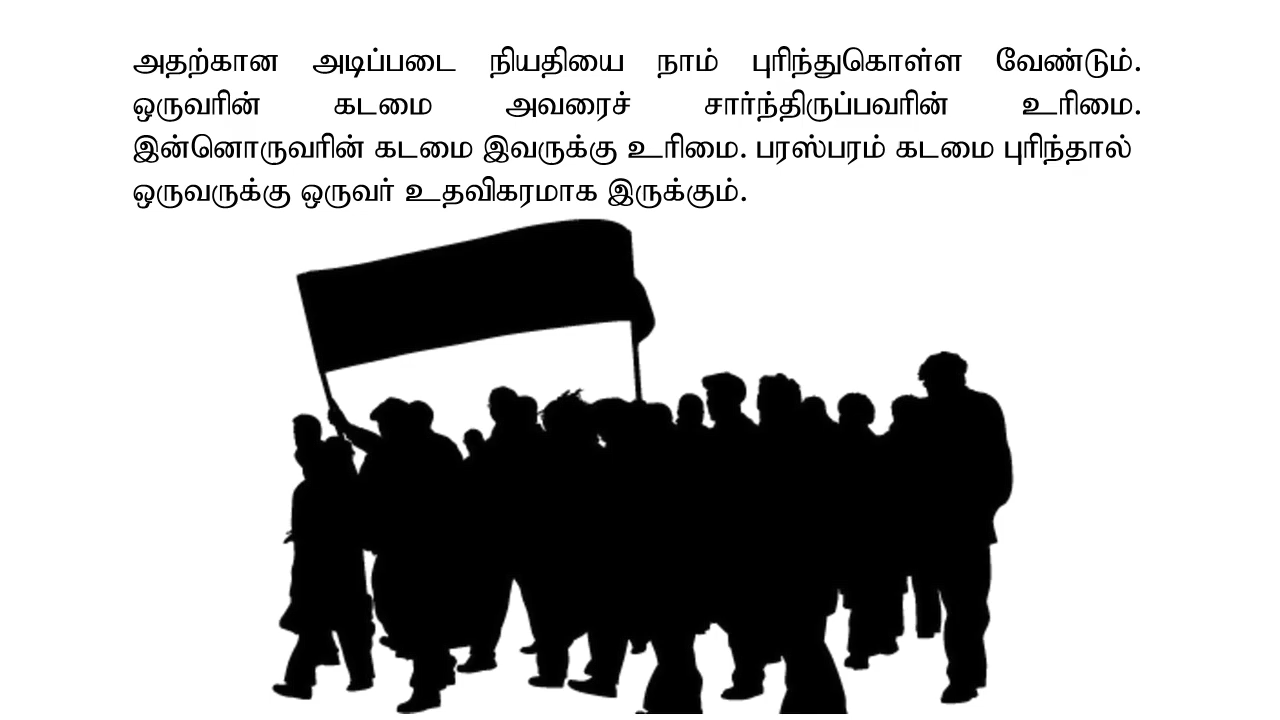 அதற்கான அடிப்படை நியதியை நாம் புரிந்துகொள்ள வேண்டும்.
ஒருவரின் கடமை அவரைச் சார்ந்திருப்பவரின் உரிமை.
இன்னொருவரின் கடமை இவருக்கு உரிமை. பரஸ்பரம் கடமை புரிந்தால்
ஒருவருக்கு ஒருவர் உதவிகரமாக இருக்கும்.